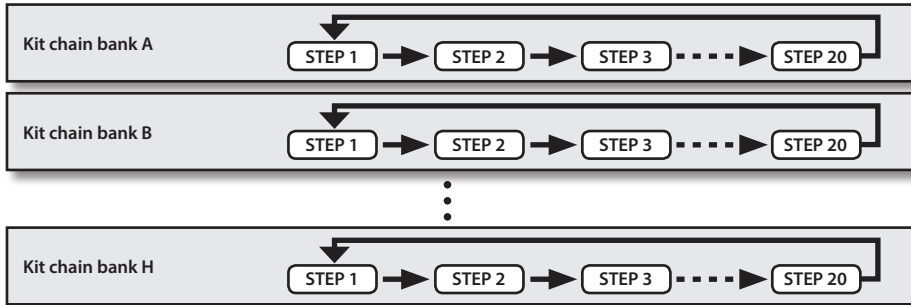 Kit chain bank A
STEP 1 STEP 2 STEP 3 STEP 20
Kit chain bank B
STEP 1 STEP 2 STEP 3 STEP 20
Kit chain bank H
STEP 1 STEP 2 STEP 3 STEP 20